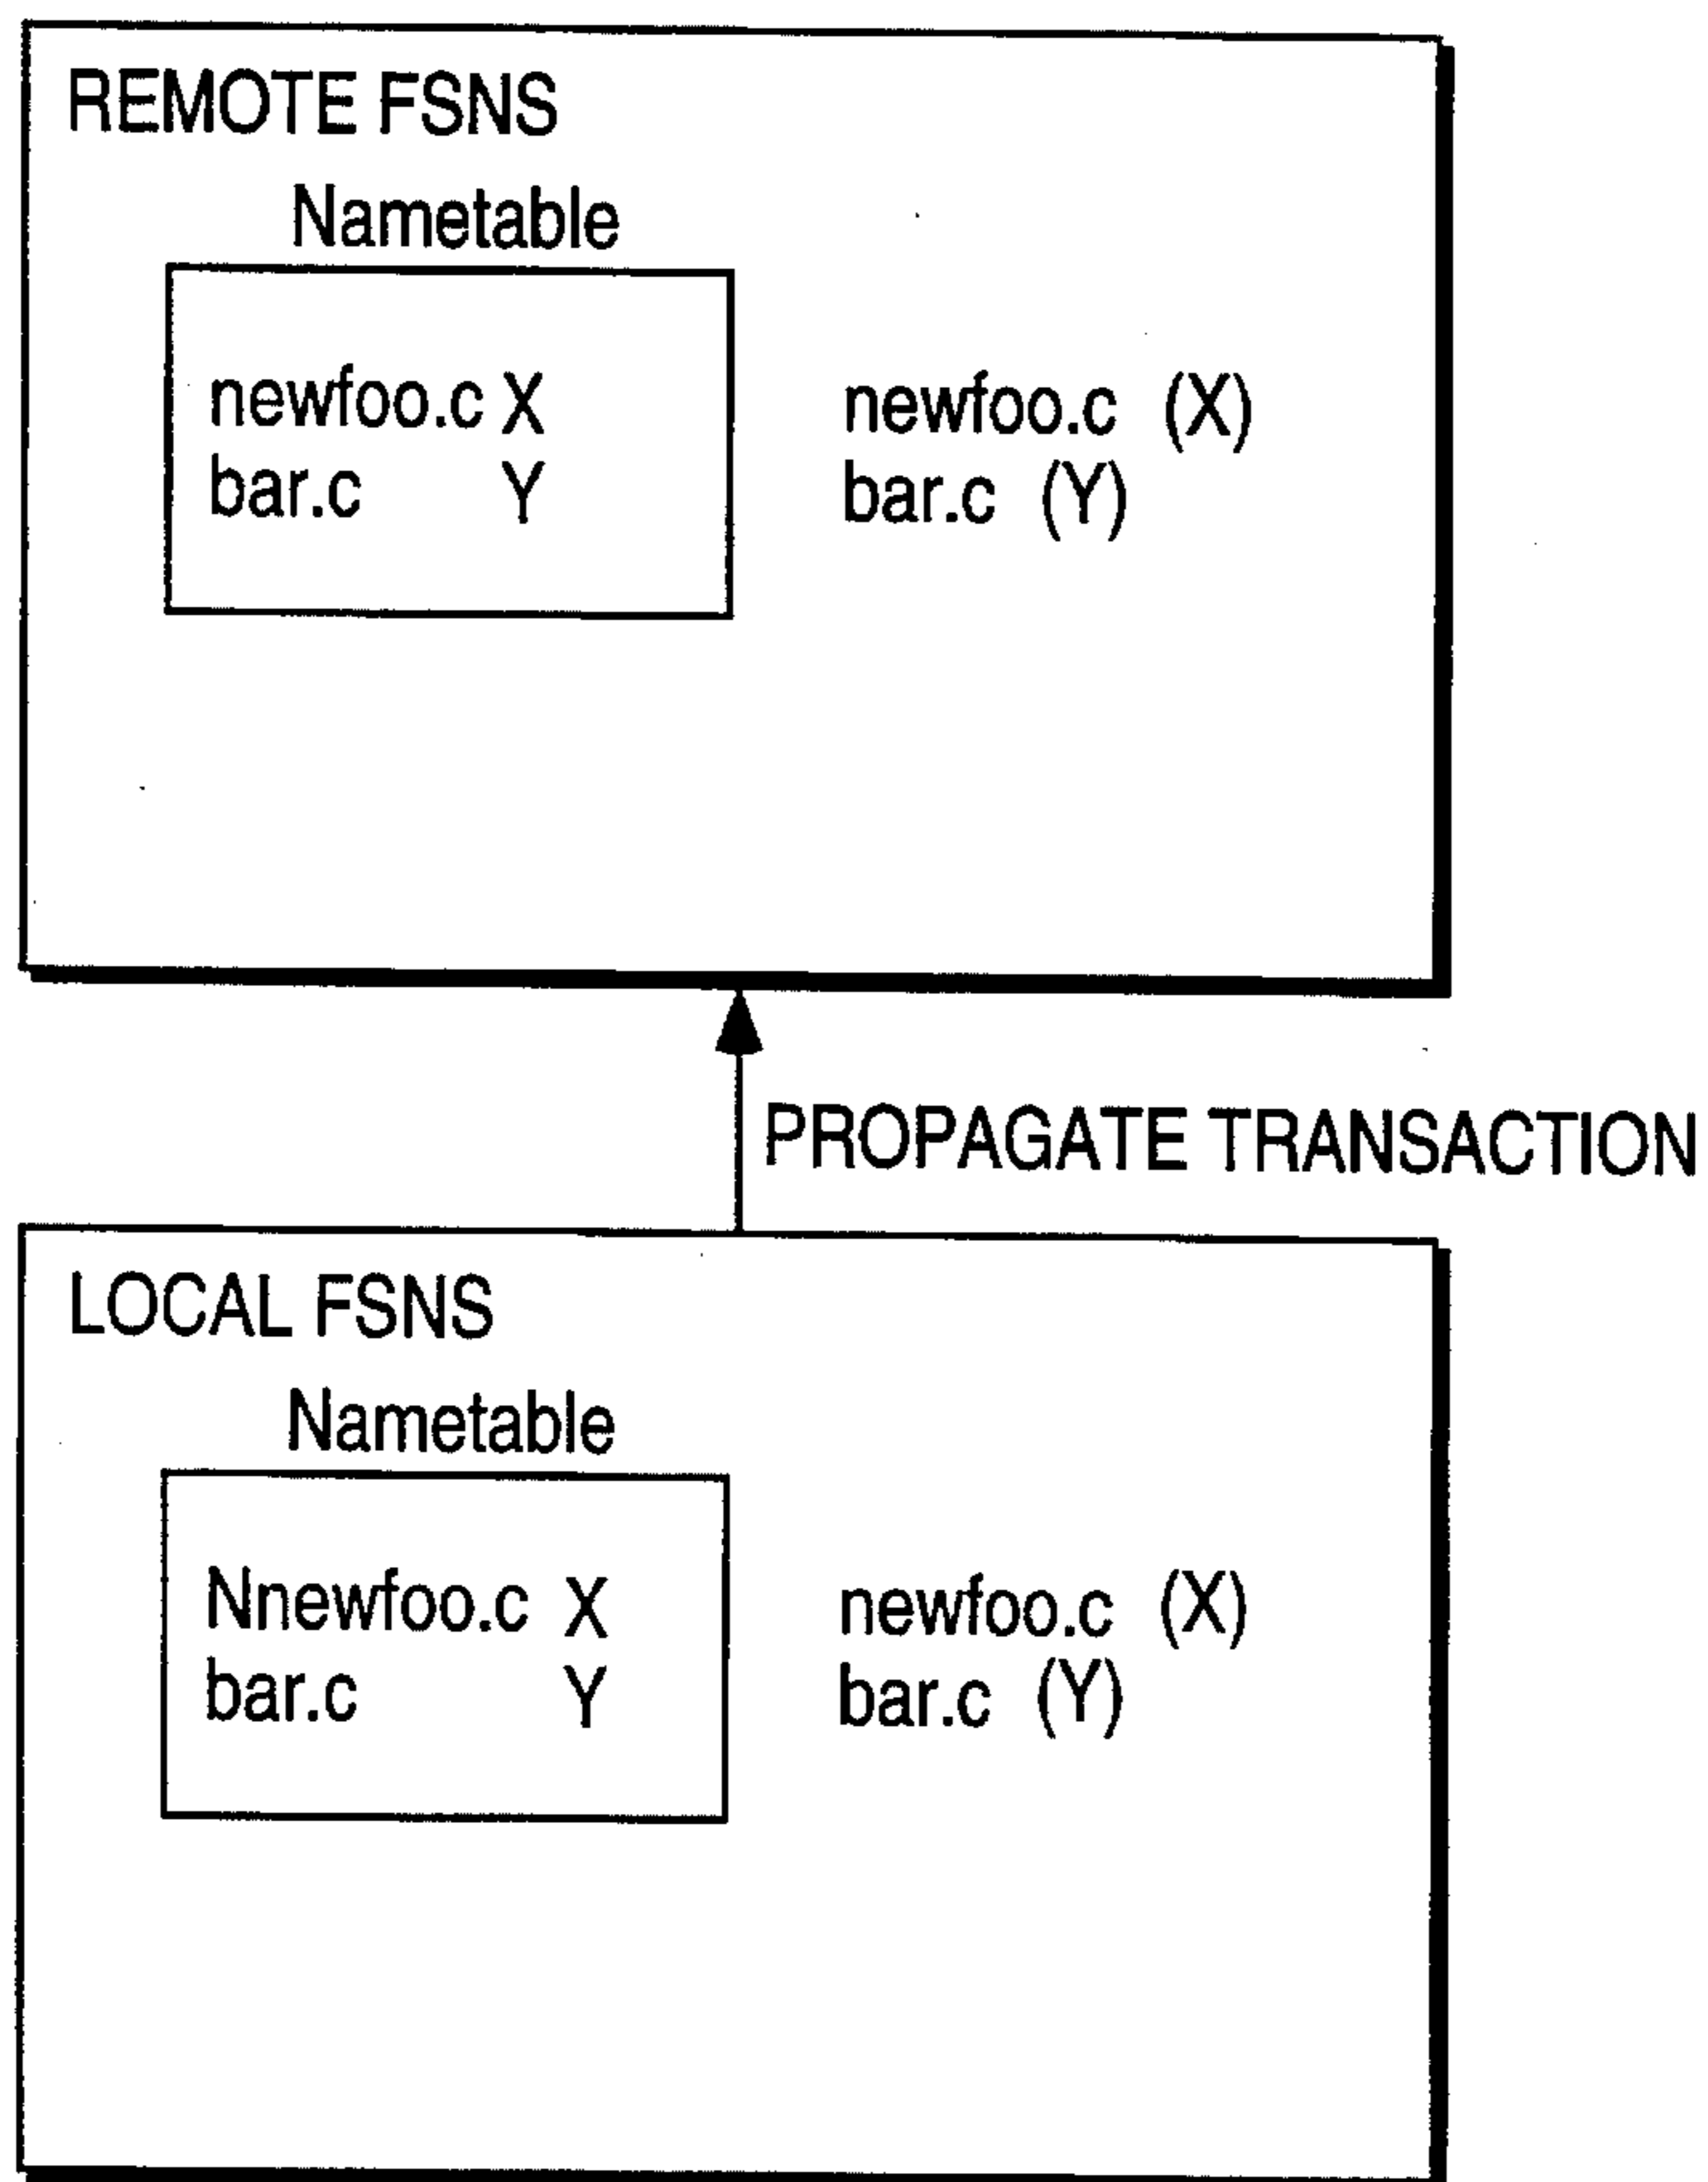 REMOTE FSNS
Nametable
newfoo.c X newfoo.c (X)
bar.c Y bar.c (Y)
PROPAGATE TRANSACTION
LOCAL FSNS
Nametable
Nnewfoo.c X newfoo.c (X)
bar.c Y bar.c (Y)